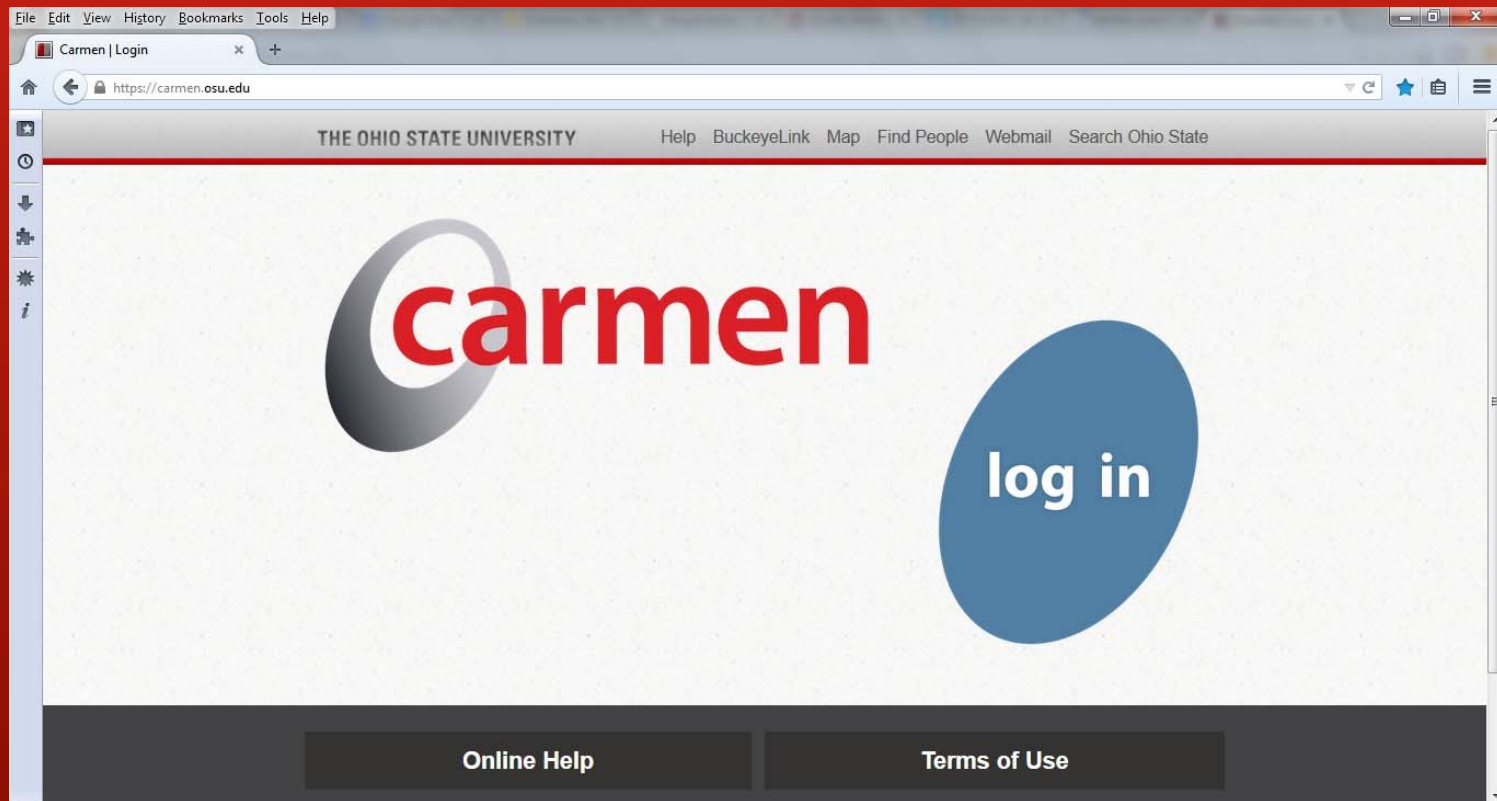 File Edit View History Bookmarks Tools Help
Carmen | Login
https://carmen.osu.edu
THE OHIO STATE UNIVERSITY Help BuckeyeLink Map Find People Webmail Search Ohio State
carmen
log in
Online Help Terms of Use